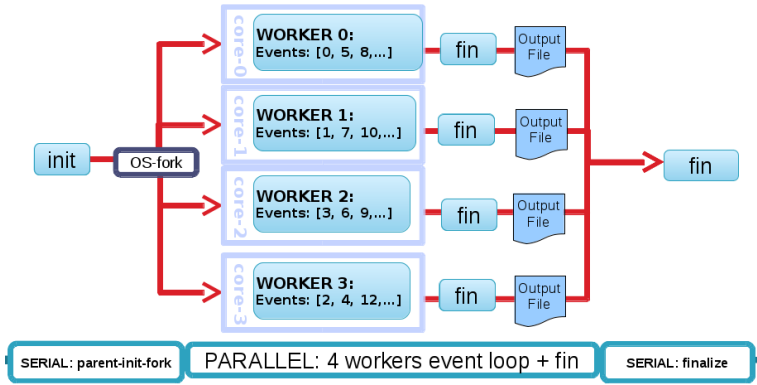 init
OS-fork
core-0
WORKER 0:
Events: [0, 5, 8,...]
fin
Output
File
core-1
WORKER 1:
Events: [1, 7, 10,...]
fin
Output
File
core-2
WORKER 2:
Events: [3, 6, 9,...]
fin
Output
File
core-3
WORKER 3:
Events: [2, 4, 12,...]
fin
Output
File
fin
SERIAL: parent-init-fork
PARALLEL: 4 workers event loop + fin
SERIAL: finalize